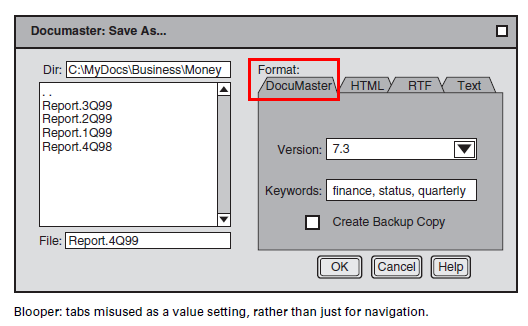 Documaster: Save As...
Dir: C:\MyDocs\Business\Money
. .
Report.3Q99
Report.2Q99
Report.1Q99
Report.4Q98
File: Report.4Q99
Format:
DocuMaster HTML RTF Text
Version: 7.3
Keywords: finance, status, quarterly
Create Backup Copy
OK Cancel Help
Blooper: tabs misused as a value setting, rather than just for navigation.